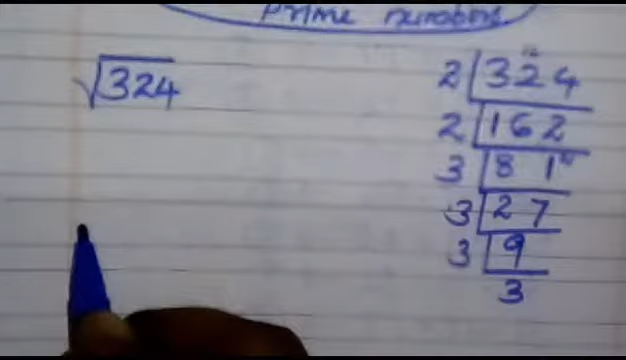 Prime numbers
√324
2 | 324
2 | 162
3 | 81
3 | 27
3 | 9
3